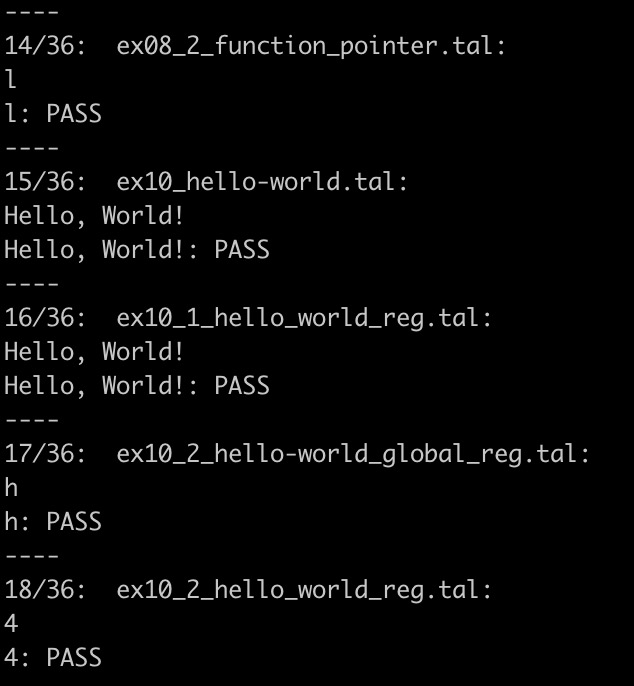 ----
14/36:  ex08_2_function_pointer.tal:
l
l: PASS
----
15/36:  ex10_hello-world.tal:
Hello, World!
Hello, World!: PASS
----
16/36:  ex10_1_hello_world_reg.tal:
Hello, World!
Hello, World!: PASS
----
17/36:  ex10_2_hello-world_global_reg.tal:
h
h: PASS
----
18/36:  ex10_2_hello_world_reg.tal:
4
4: PASS